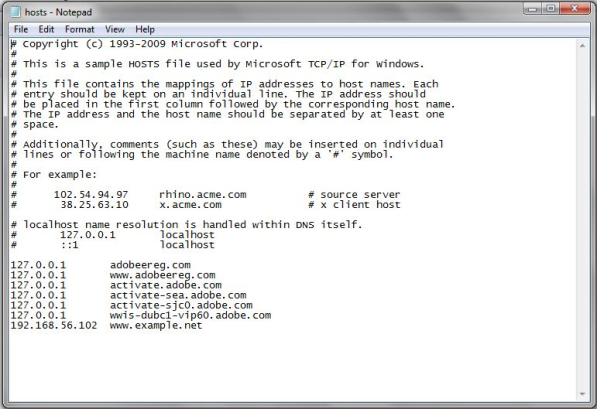 hosts - Notepad
File Edit Format View Help
# Copyright (c) 1993-2009 Microsoft Corp.
#
# This is a sample HOSTS file used by Microsoft TCP/IP for Windows.
#
# This file contains the mappings of IP addresses to host names. Each
# entry should be kept on an individual line. The IP address should
# be placed in the first column followed by the corresponding host name.
# The IP address and the host name should be separated by at least one
# space.
#
# Additionally, comments (such as these) may be inserted on individual
# lines or following the machine name denoted by a '#' symbol.
#
# For example:
#
#      102.54.94.97     rhino.acme.com          # source server
#       38.25.63.10     x.acme.com              # x client host

# localhost name resolution is handled within DNS itself.
#       127.0.0.1       localhost
#       ::1             localhost

127.0.0.1       adobeereg.com
127.0.0.1       www.adobeereg.com
127.0.0.1       activate.adobe.com
127.0.0.1       activate-sea.adobe.com
127.0.0.1       activate-sjc0.adobe.com
127.0.0.1       wwis-dubc1-vip60.adobe.com
192.168.56.102  www.example.net